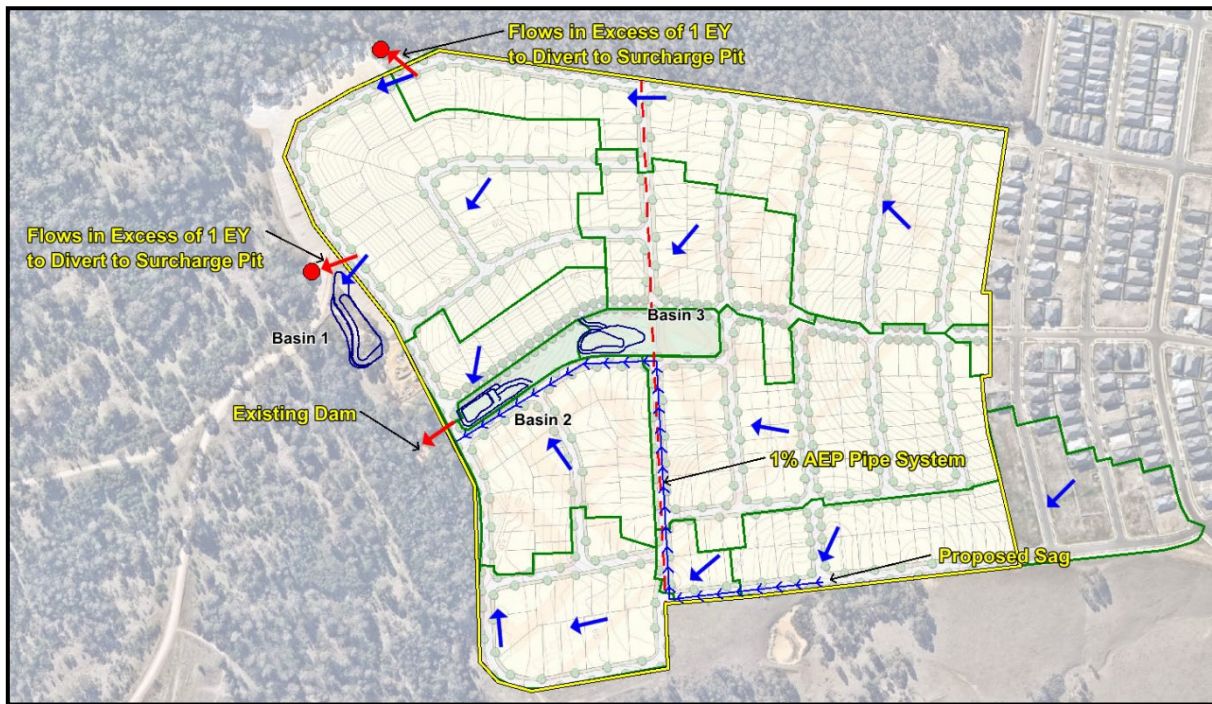 Flows in Excess of 1 EY
to Divert to Surcharge Pit
Flows in Excess of 1 EY
to Divert to Surcharge Pit
Basin 3
Basin 1
Existing Dam
Basin 2
1% AEP Pipe System
Proposed Sag